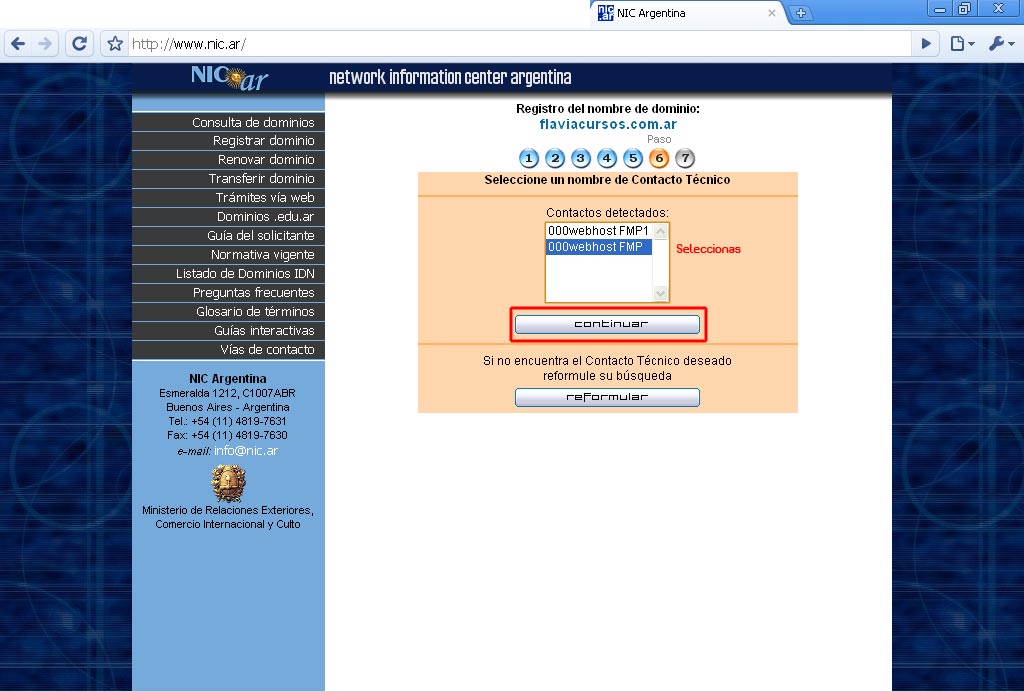 NIC Argentina
http://www.nic.ar/
NIC ar
network information center argentina
Consulta de dominios
Registrar dominio
Renovar dominio
Transferir dominio
Trámites vía web
Dominios .edu.ar
Guía del solicitante
Normativa vigente
Listado de Dominios IDN
Preguntas frecuentes
Glosario de términos
Guías interactivas
Vías de contacto
NIC Argentina
Esmeralda 1212, C1007ABR
Buenos Aires - Argentina
Tel.: +54 (11) 4819-7631
Fax: +54 (11) 4819-7630
e-mail: info@nic.ar
Ministerio de Relaciones Exteriores,
Comercio Internacional y Culto
Registro del nombre de dominio:
flaviacursos.com.ar
Paso
1 2 3 4 5 6 7
Seleccione un nombre de Contacto Técnico
Contactos detectados:
000webhost FMP1
000webhost FMP
Seleccionas
continuar
Si no encuentra el Contacto Técnico deseado
reformule su búsqueda
reformular